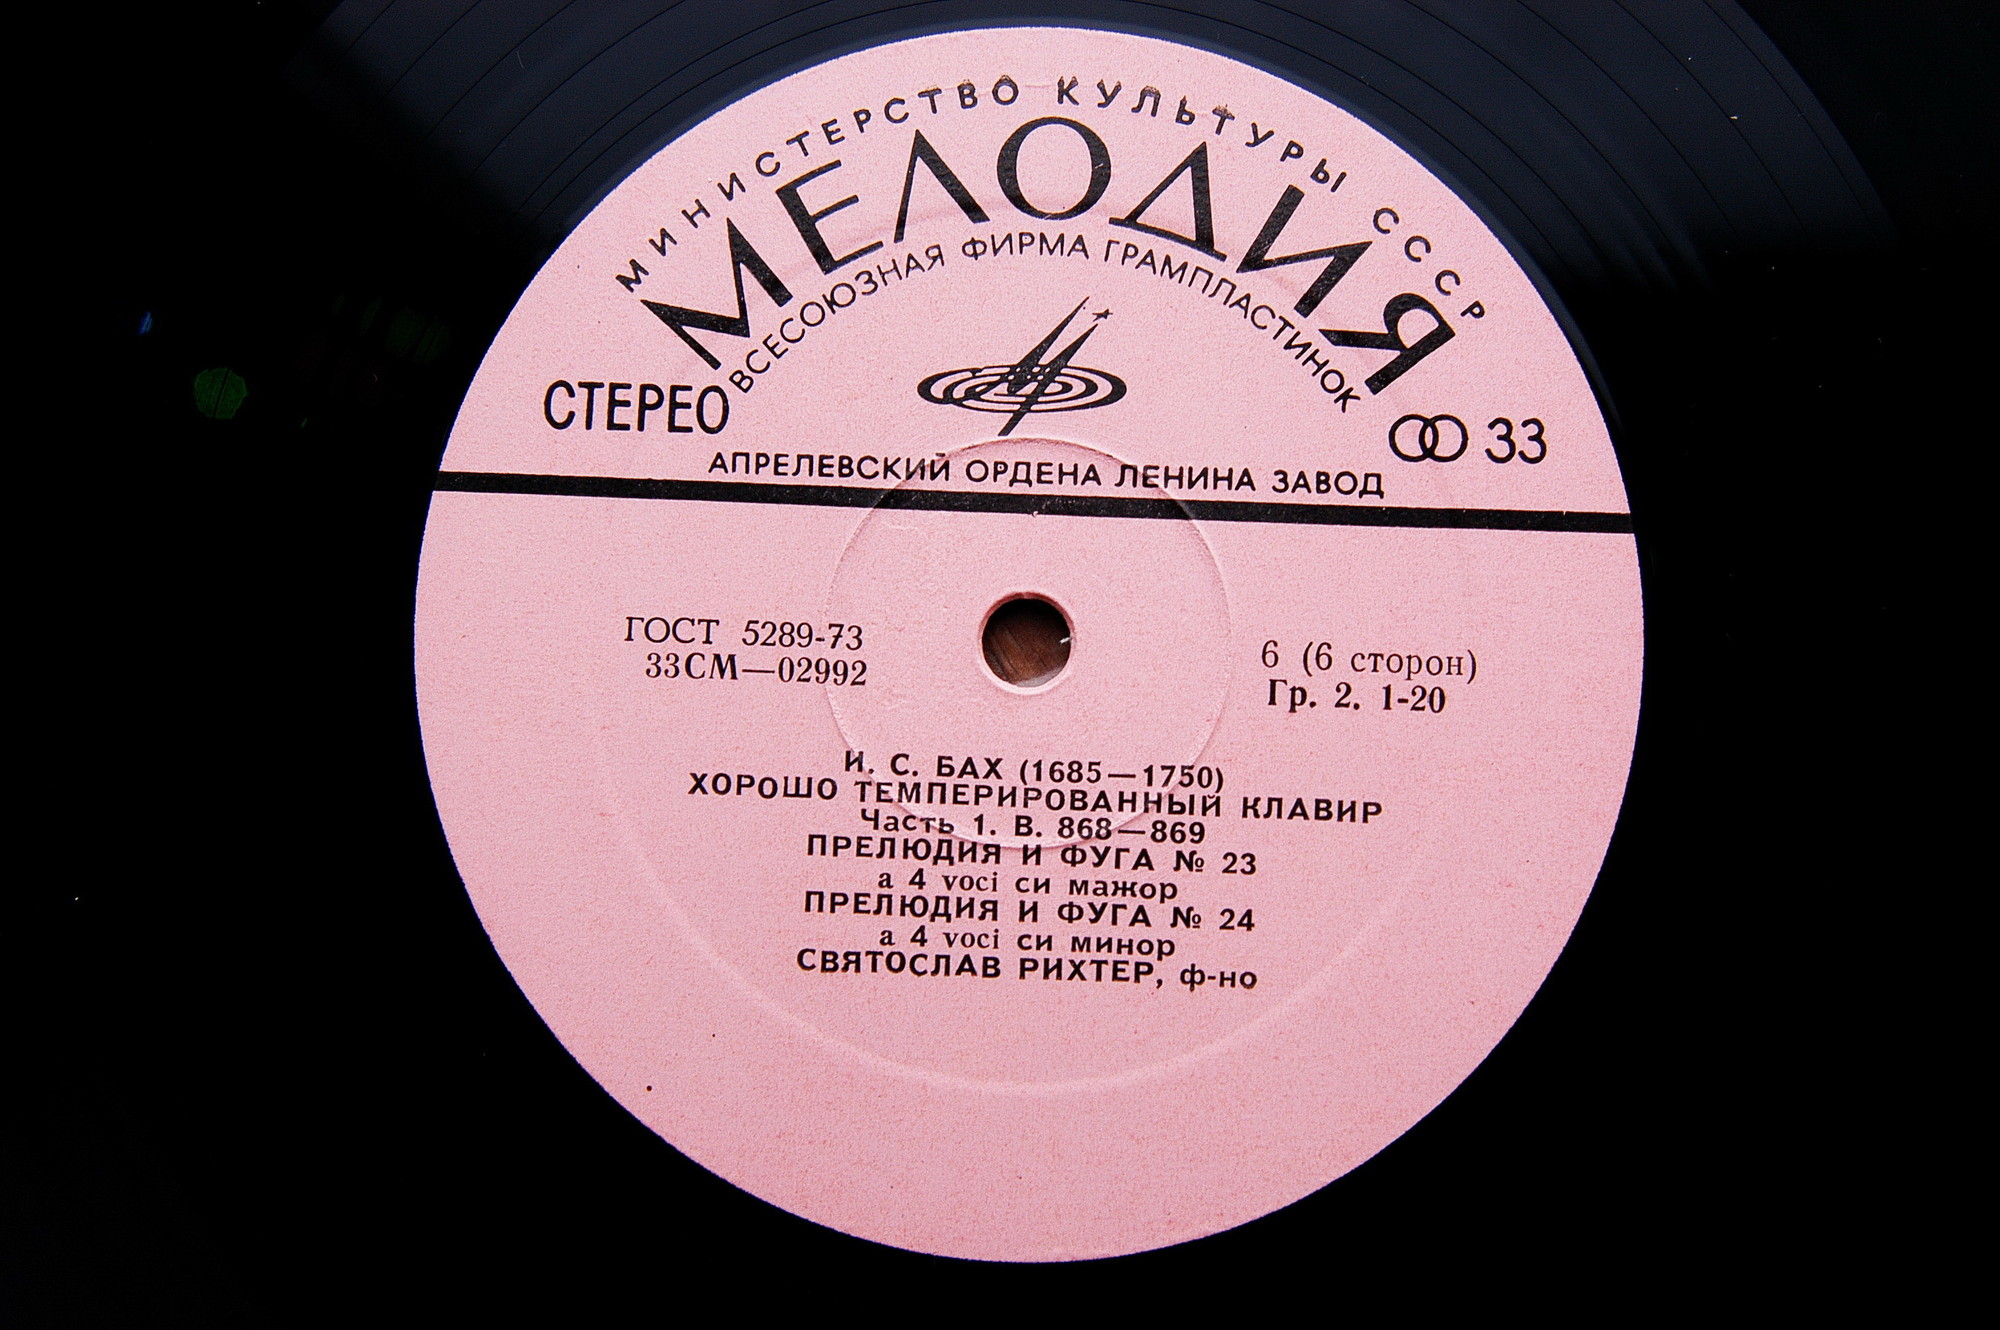 МИНИСТЕРСТВО КУЛЬТУРЫ СССР
МЕЛОДИЯ
ВСЕСОЮЗНАЯ ФИРМА ГРАМПЛАСТИНОК
СТЕРЕО
33
АПРЕЛЕВСКИЙ ОРДЕНА ЛЕНИНА ЗАВОД
ГОСТ 5289-73
33СМ—02992
6 (6 сторон)
Гр. 2. 1-20
И. С. БАХ (1685—1750)
ХОРОШО ТЕМПЕРИРОВАННЫЙ КЛАВИР
Часть 1. В. 868—869
ПРЕЛЮДИЯ И ФУГА № 23
a 4 voci си мажор
ПРЕЛЮДИЯ И ФУГА № 24
a 4 voci си минор
СВЯТОСЛАВ РИХТЕР, ф-но